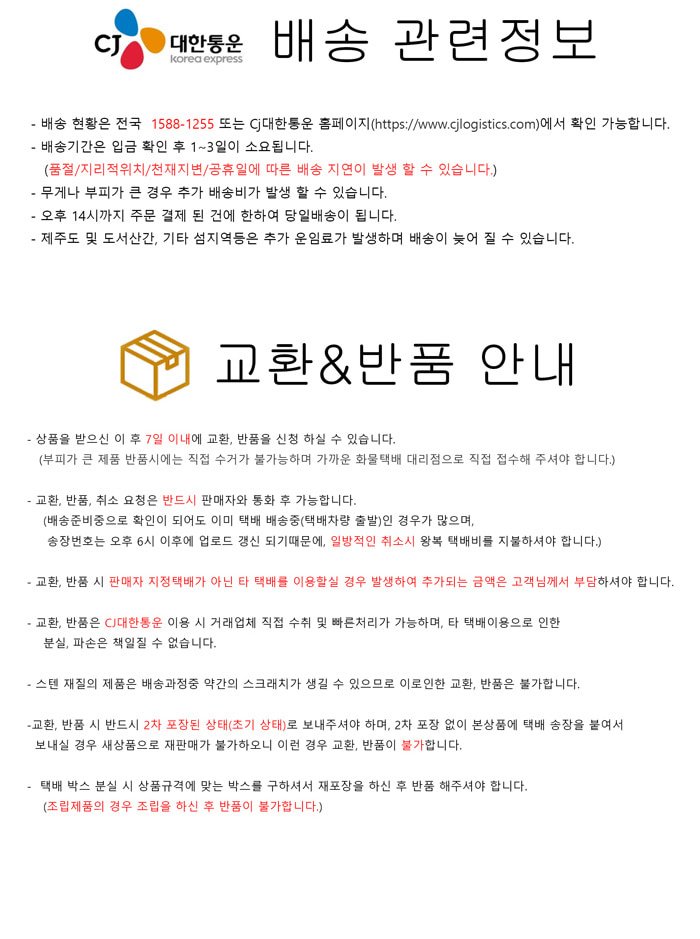 CJ 대한통운 korea express 배송 관련정보
- 배송 현황은 전국 1588-1255 또는 Cj대한통운 홈페이지(https://www.cjlogistics.com)에서 확인 가능합니다.
- 배송기간은 입금 확인 후 1~3일이 소요됩니다.
(품절/지리적위치/천재지변/공휴일에 따른 배송 지연이 발생 할 수 있습니다.)
- 무게나 부피가 큰 경우 추가 배송비가 발생 할 수 있습니다.
- 오후 14시까지 주문 결제 된 건에 한하여 당일배송이 됩니다.
- 제주도 및 도서산간, 기타 섬지역등은 추가 운임료가 발생하며 배송이 늦어 질 수 있습니다.
교환&반품 안내
- 상품을 받으신 이 후 7일 이내에 교환, 반품을 신청 하실 수 있습니다.
(부피가 큰 제품 반품시에는 직접 수거가 불가능하며 가까운 화물택배 대리점으로 직접 접수해 주셔야 합니다.)
- 교환, 반품, 취소 요청은 반드시 판매자와 통화 후 가능합니다.
(배송준비중으로 확인이 되어도 이미 택배 배송중(택배차량 출발)인 경우가 많으며,
송장번호는 오후 6시 이후에 업로드 갱신 되기때문에, 일방적인 취소시 왕복 택배비를 지불하셔야 합니다.)
- 교환, 반품 시 판매자 지정택배가 아닌 타 택배를 이용할실 경우 발생하여 추가되는 금액은 고객님께서 부담하셔야 합니다.
- 교환, 반품은 CJ대한통운 이용 시 거래업체 직접 수취 및 빠른처리가 가능하며, 타 택배이용으로 인한
분실, 파손은 책일질 수 없습니다.
- 스텐 재질의 제품은 배송과정중 약간의 스크래치가 생길 수 있으므로 이로인한 교환, 반품은 불가합니다.
-교환, 반품 시 반드시 2차 포장된 상태(초기 상태)로 보내주셔야 하며, 2차 포장 없이 본상품에 택배 송장을 붙여서
보내실 경우 새상품으로 재판매가 불가하오니 이런 경우 교환, 반품이 불가합니다.
- 택배 박스 분실 시 상품규격에 맞는 박스를 구하셔서 재포장을 하신 후 반품 해주셔야 합니다.
(조립제품의 경우 조립을 하신 후 반품이 불가합니다.)